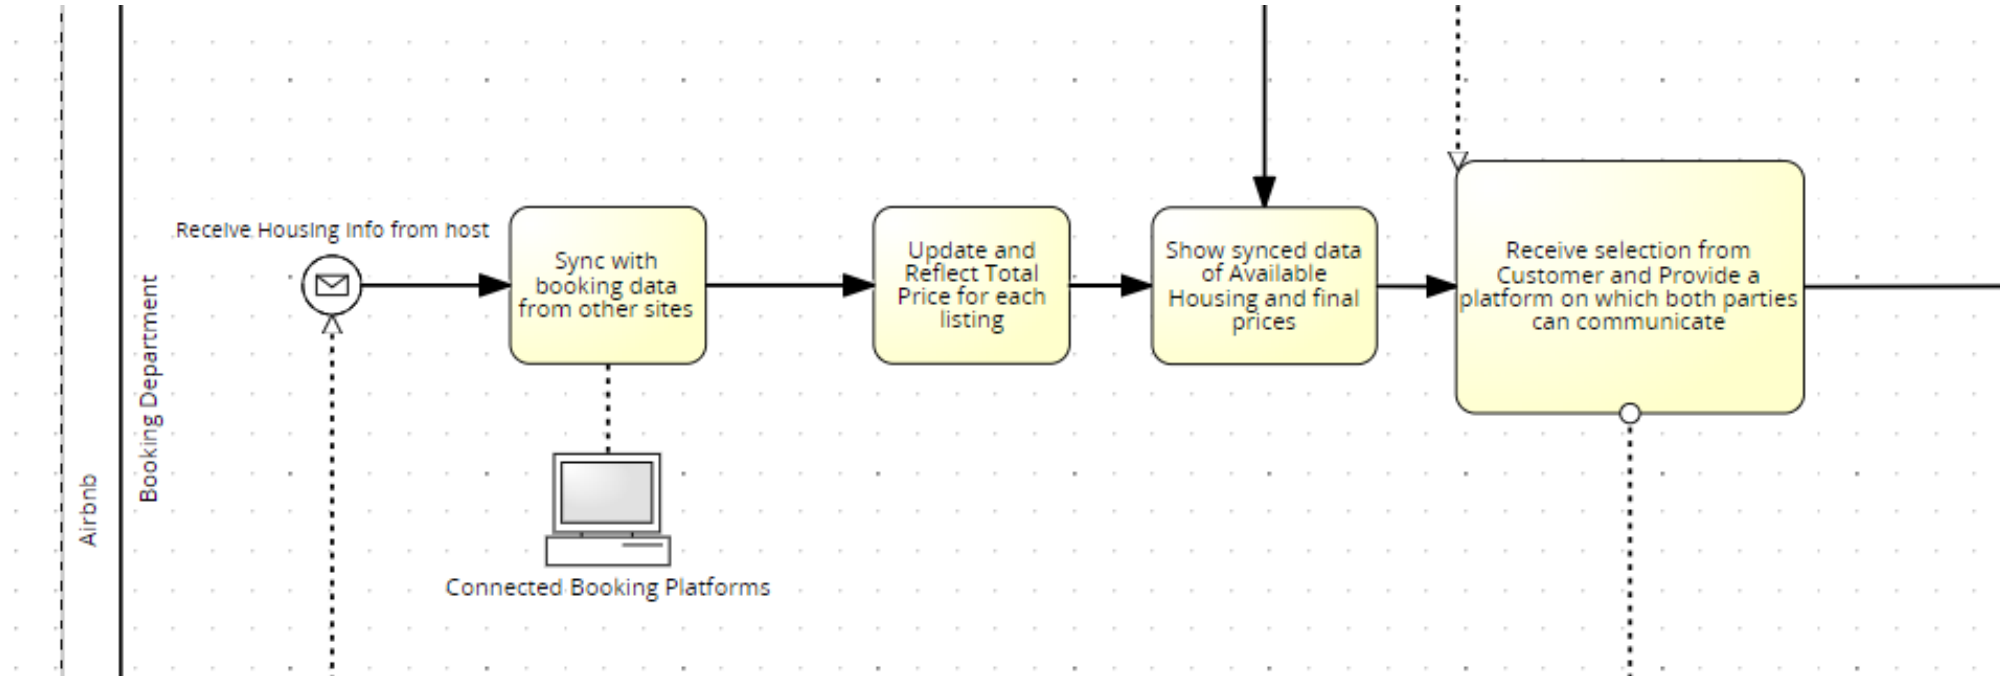 Airbnb
Booking Department
Receive Housing Info from host
Sync with
booking data
from other sites
Connected Booking Platforms
Update and
Reflect Total
Price for each
listing
Show synced data
of Available
Housing and final
prices
Receive selection from
Customer and Provide a
platform on which both parties
can communicate